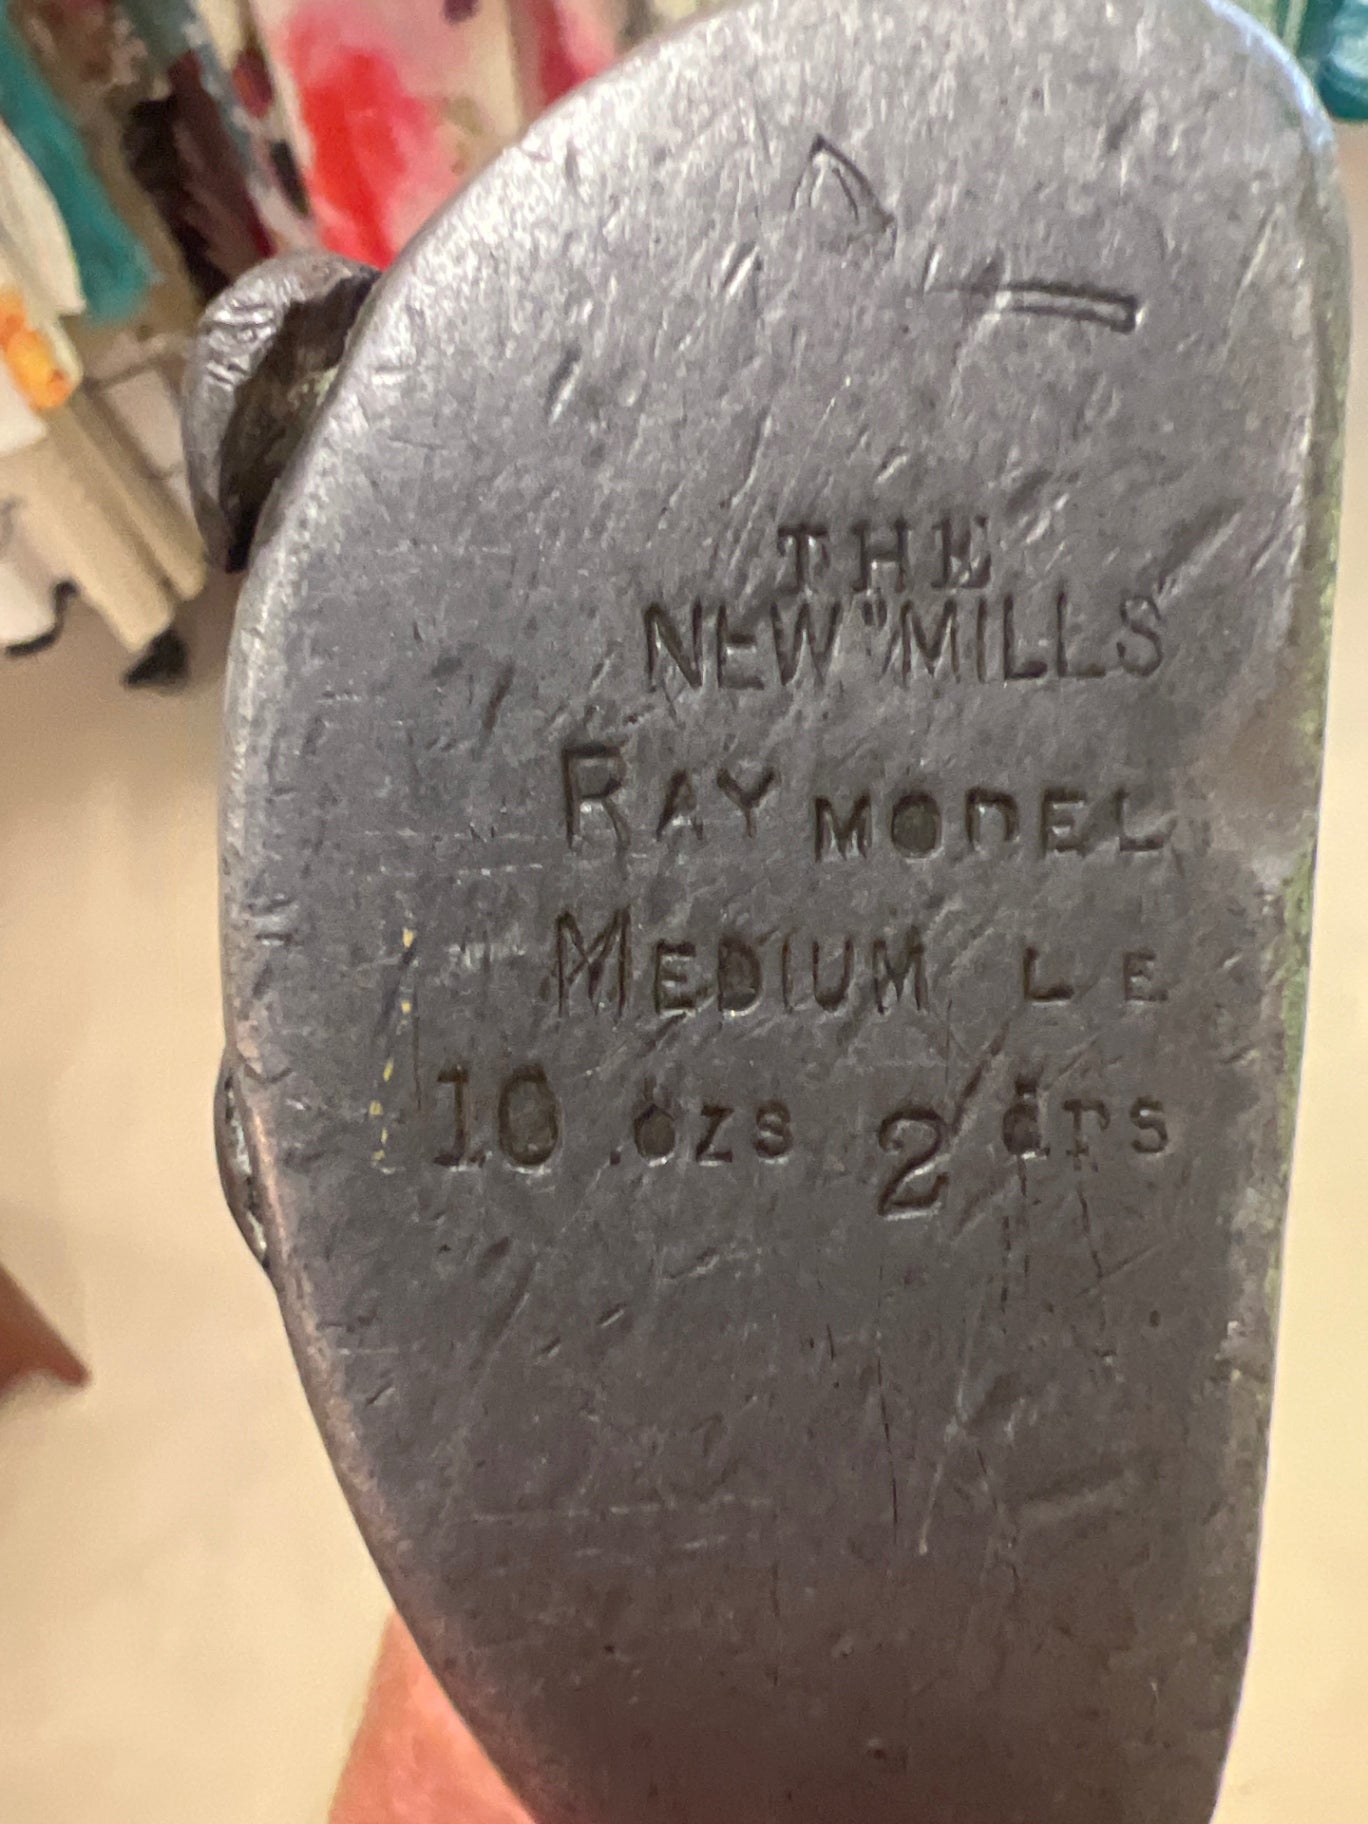 THE
NEW "MILLS"
RAY MODEL
MEDIUM L E
10 .ozs 2 drs